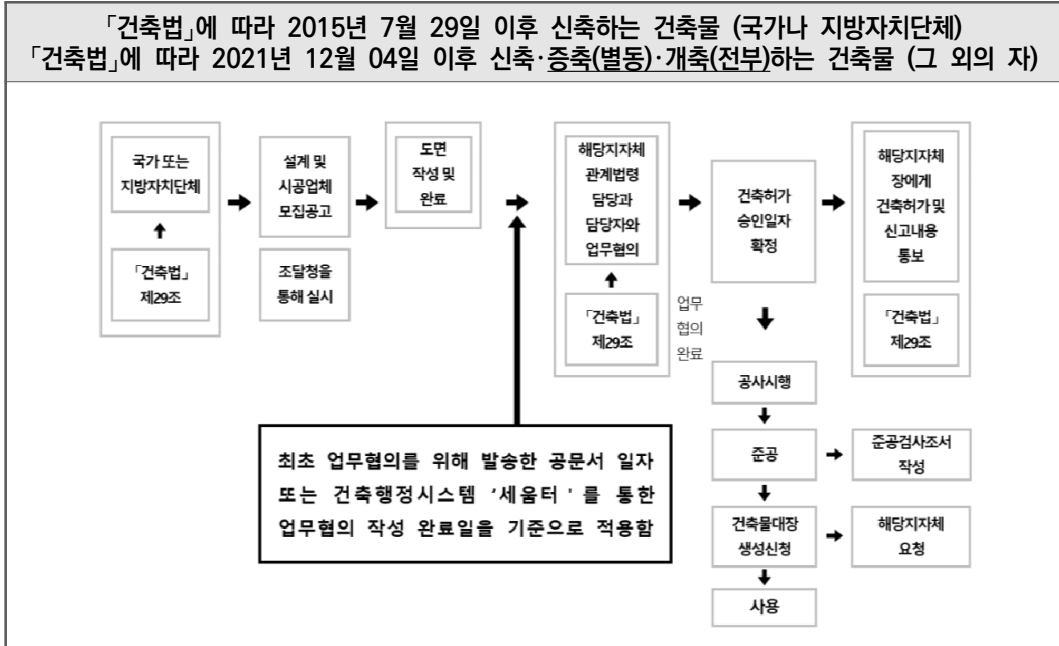 「건축법」에 따라 2015년 7월 29일 이후 신축하는 건축물 (국가나 지방자치단체)
「건축법」에 따라 2021년 12월 04일 이후 신축·증축(별동)·개축(전부)하는 건축물 (그 외의 자)
국가 또는
지방자치단체
「건축법」
제29조
설계 및
시공업체
모집공고
조달청을
통해 실시
도면
작성 및
완료
해당지자체
관계법령
담당과
담당자와
업무협의
「건축법」
제29조
업무
협의
완료
건축허가
승인일자
확정
해당지자체
장에게
건축허가 및
신고내용
통보
「건축법」
제29조
공사시행
준공
준공검사조서
작성
건축물대장
생성신청
해당지자체
요청
사용
최초 업무협의를 위해 발송한 공문서 일자
또는 건축행정시스템 '세움터'를 통한
업무협의 작성 완료일을 기준으로 적용함